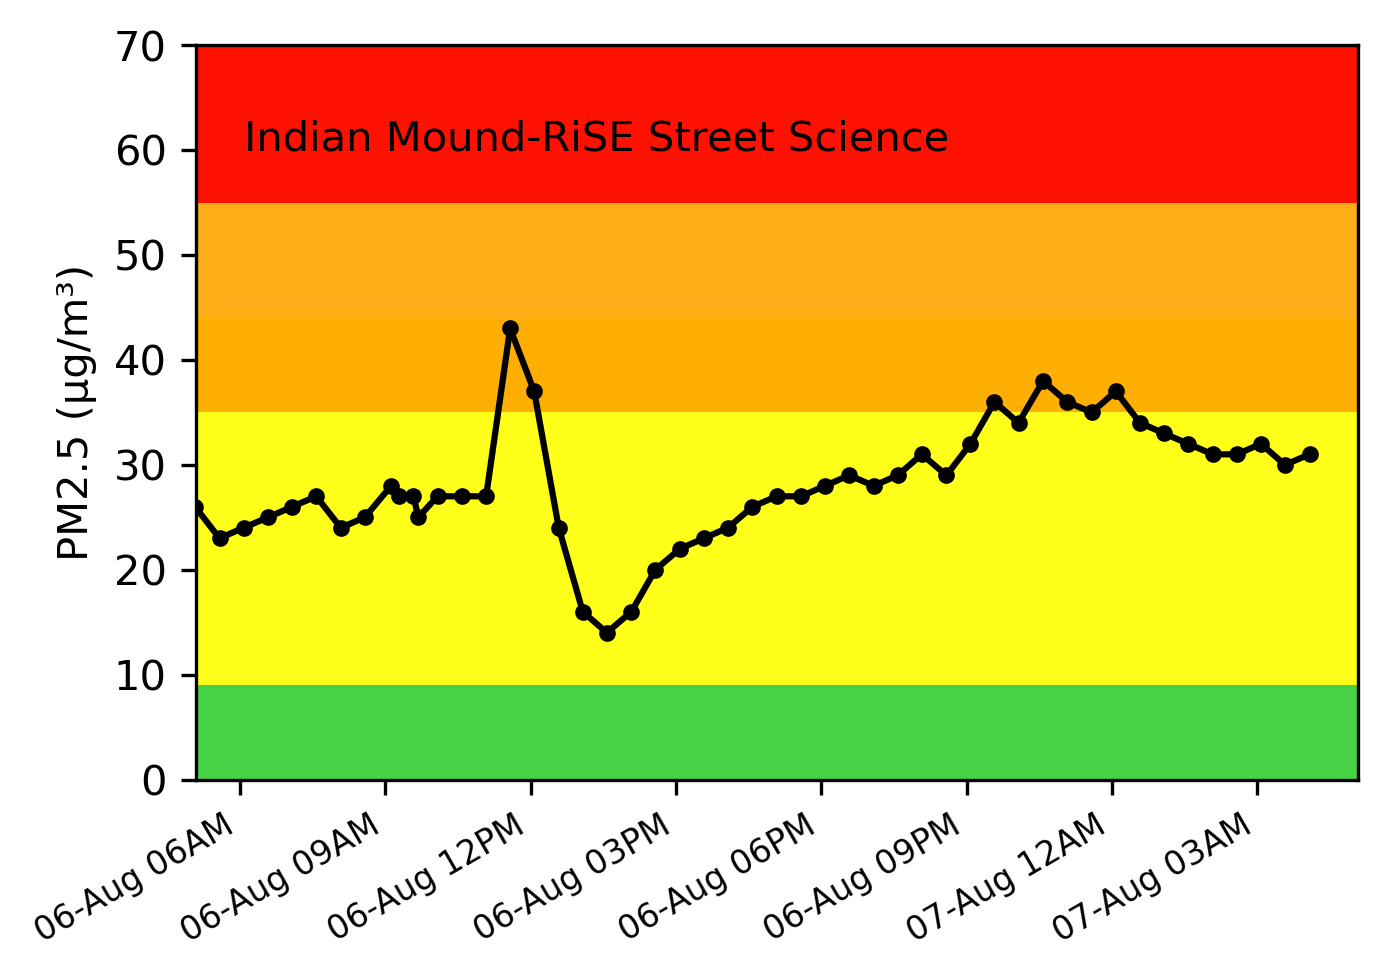 70
60
50
40
30
20
10
0
PM2.5 (μg/m³)
Indian Mound-RiSE Street Science
06-Aug 06AM
06-Aug 09AM
06-Aug 12PM
06-Aug 03PM
06-Aug 06PM
06-Aug 09PM
07-Aug 12AM
07-Aug 03AM